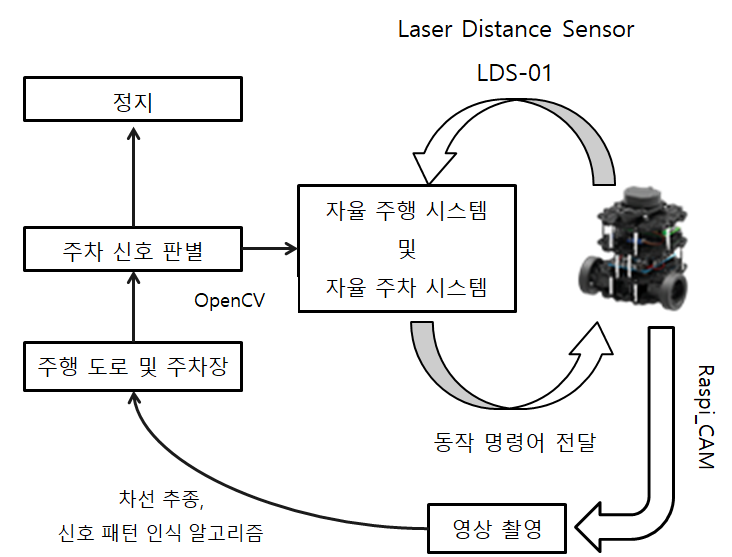 Laser Distance Sensor
LDS-01
정지
자율 주행 시스템
및
자율 주차 시스템
주차 신호 판별
OpenCV
주행 도로 및 주차장
Raspi_CAM
동작 명령어 전달
차선 추종,
신호 패턴 인식 알고리즘
영상 촬영